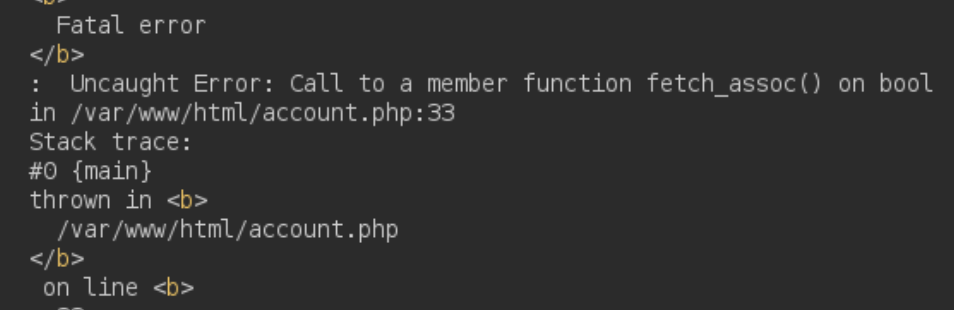 <b>
Fatal error
</b>
:  Uncaught Error: Call to a member function fetch_assoc() on bool
in /var/www/html/account.php:33
Stack trace:
#0 {main}
thrown in <b>
/var/www/html/account.php
</b>
on line <b>